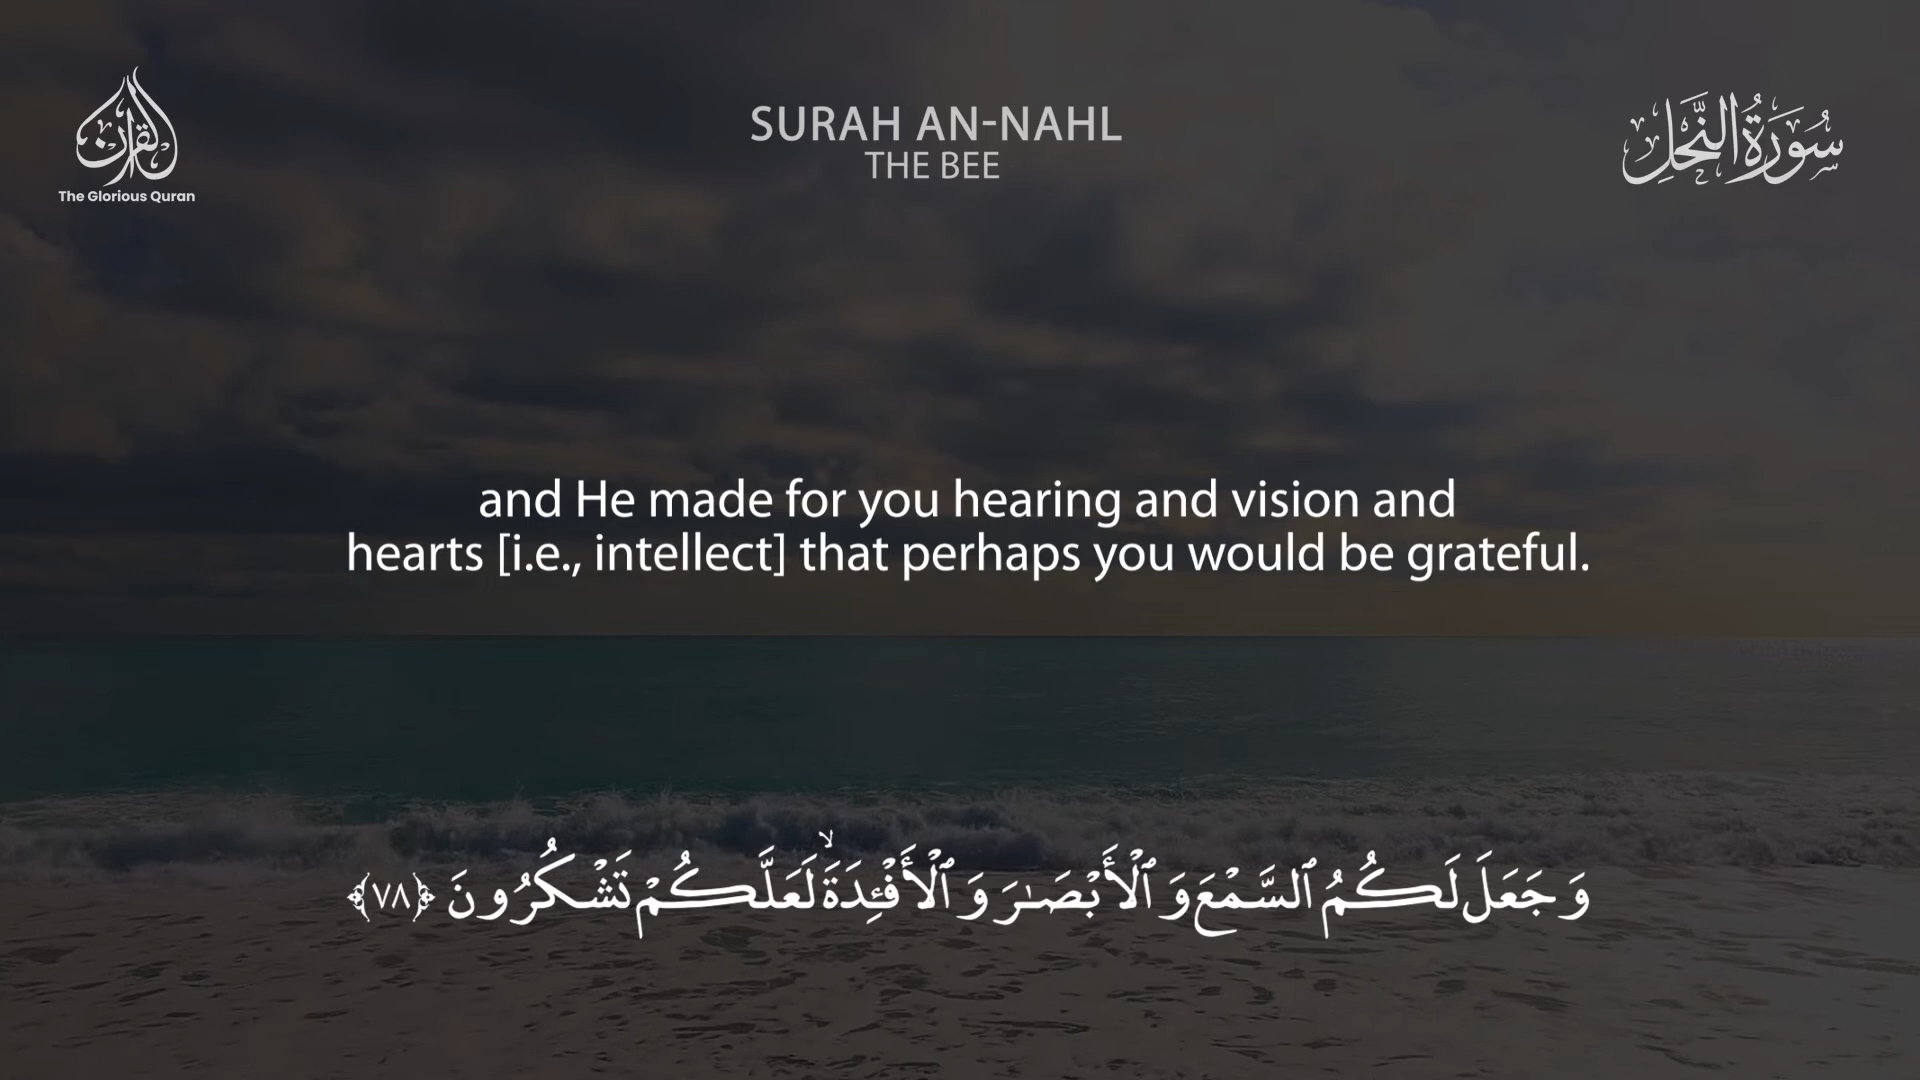 القرآن
The Glorious Quran
SURAH AN-NAHL
THE BEE
سُورَةُ النَّحْلِ
and He made for you hearing and vision and
hearts [i.e., intellect] that perhaps you would be grateful.
وَجَعَلَ لَكُمُ ٱلسَّمْعَ وَٱلْأَبْصَـٰرَ وَٱلْأَفْـِٔدَةَ ۙ لَعَلَّكُمْ تَشْكُرُونَ ﴿٧٨﴾